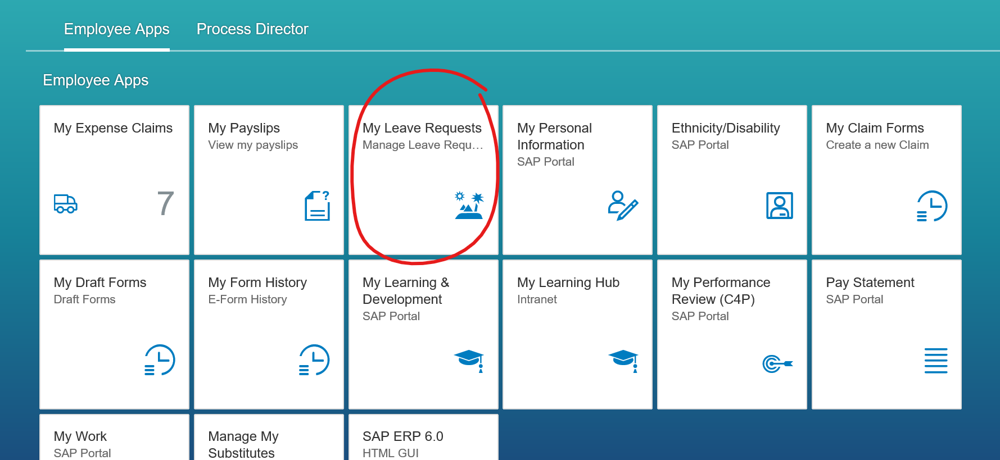 Employee Apps
Process Director
Employee Apps
My Expense Claims
7
My Payslips
View my payslips
?
My Leave Requests
Manage Leave Requ...
My Personal
Information
SAP Portal
Ethnicity/Disability
SAP Portal
My Claim Forms
Create a new Claim
My Draft Forms
Draft Forms
My Form History
E-Form History
My Learning &
Development
SAP Portal
My Learning Hub
Intranet
My Performance
Review (C4P)
SAP Portal
Pay Statement
SAP Portal
My Work
SAP Portal
Manage My
Substitutes
SAP ERP 6.0
HTML GUI